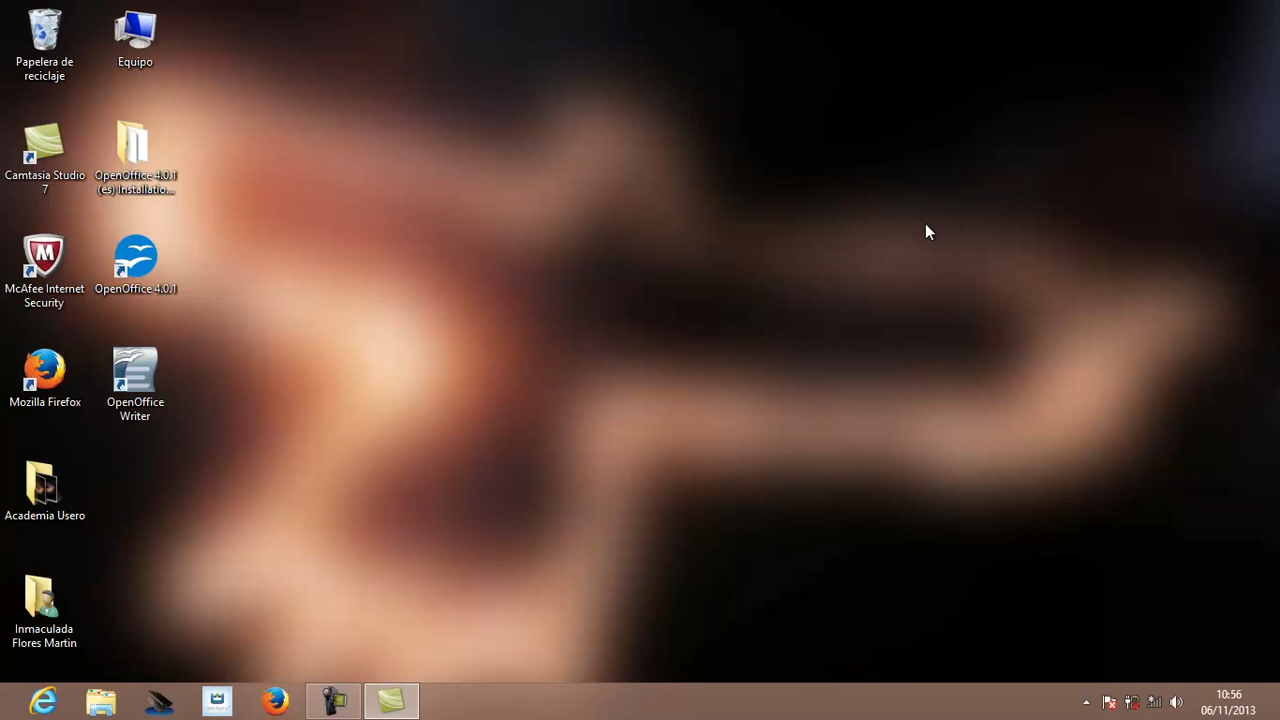 Papelera de
reciclaje
Equipo
Camtasia Studio
7
OpenOffice 4.0.1
(es) Installatio...
McAfee Internet
Security
OpenOffice 4.0.1
Mozilla Firefox
OpenOffice
Writer
Academia Usero
Inmaculada
Flores Martin
10:56
06/11/2013